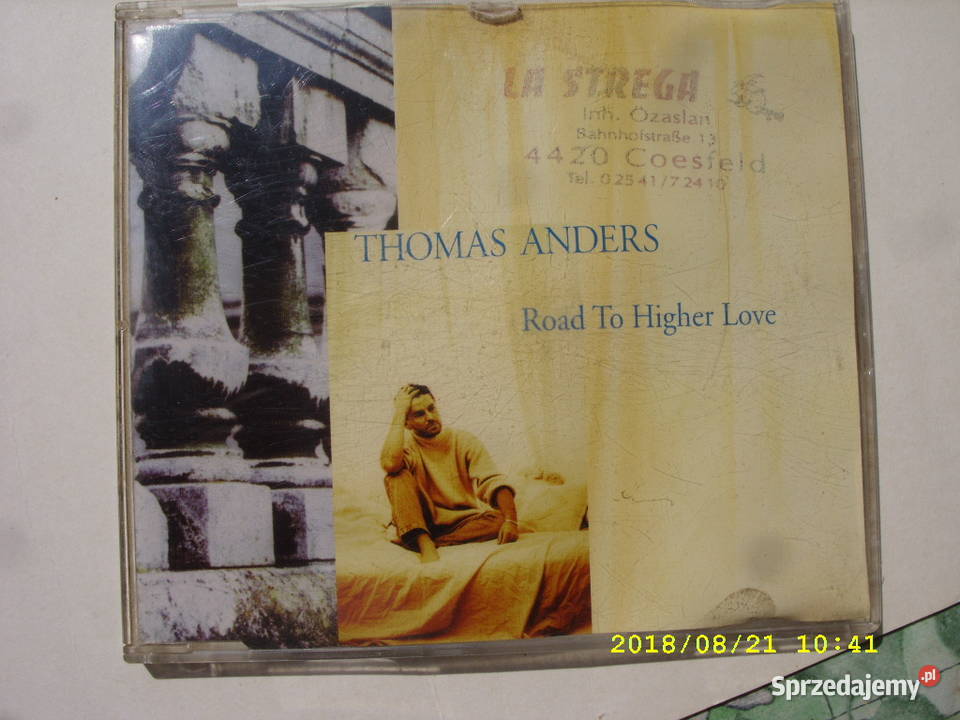 LA STREGA
Inh. Özaslan
Bahnhofstraße 13
4420 Coesfeld
Tel. 02541/72410
THOMAS ANDERS
Road To Higher Love
2018/08/21 10:41
Sprzedajemy.pl